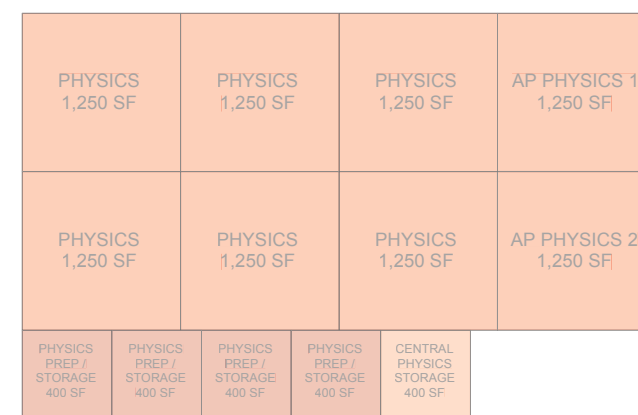 PHYSICS
1,250 SF
PHYSICS
1,250 SF
PHYSICS
1,250 SF
AP PHYSICS 1
1,250 SF
PHYSICS
1,250 SF
PHYSICS
1,250 SF
PHYSICS
1,250 SF
AP PHYSICS 2
1,250 SF
PHYSICS
PREP /
STORAGE
400 SF
PHYSICS
PREP /
STORAGE
400 SF
PHYSICS
PREP /
STORAGE
400 SF
PHYSICS
PREP /
STORAGE
400 SF
CENTRAL
PHYSICS
STORAGE
400 SF